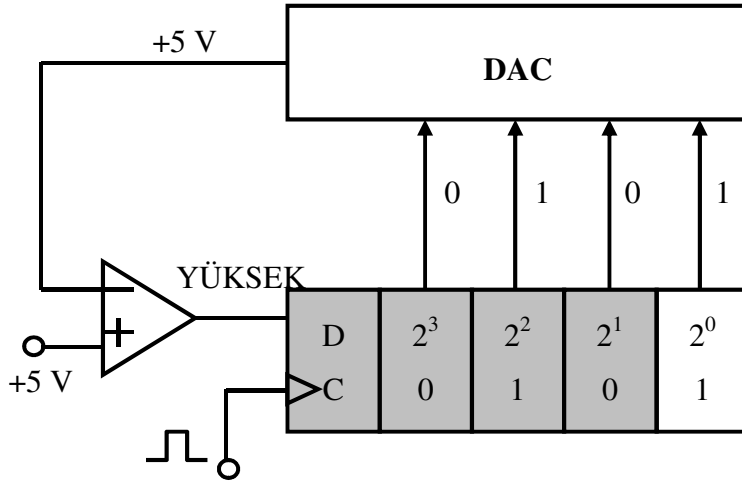 +5 V
DAC
0 1 0 1
YÜKSEK
+5 V
D 2³ 2² 2¹ 2⁰
C 0 1 0 1